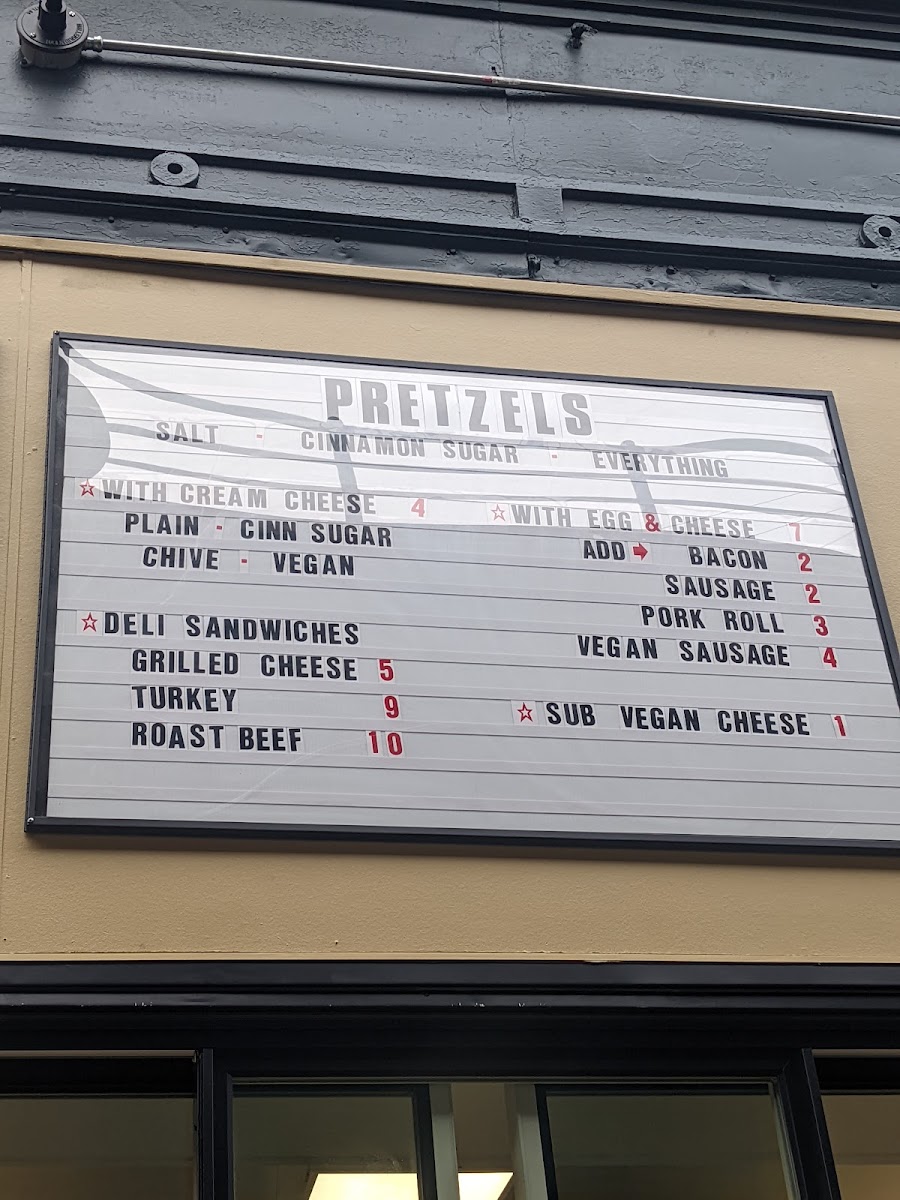 PRETZELS
SALT - CINNAMON SUGAR - EVERYTHING
☆WITH CREAM CHEESE 4
PLAIN - CINN SUGAR
CHIVE - VEGAN
☆DELI SANDWICHES
GRILLED CHEESE 5
TURKEY 9
ROAST BEEF 10
☆WITH EGG & CHEESE 7
ADD➡ BACON 2
SAUSAGE 2
PORK ROLL 3
VEGAN SAUSAGE 4
☆SUB VEGAN CHEESE 1